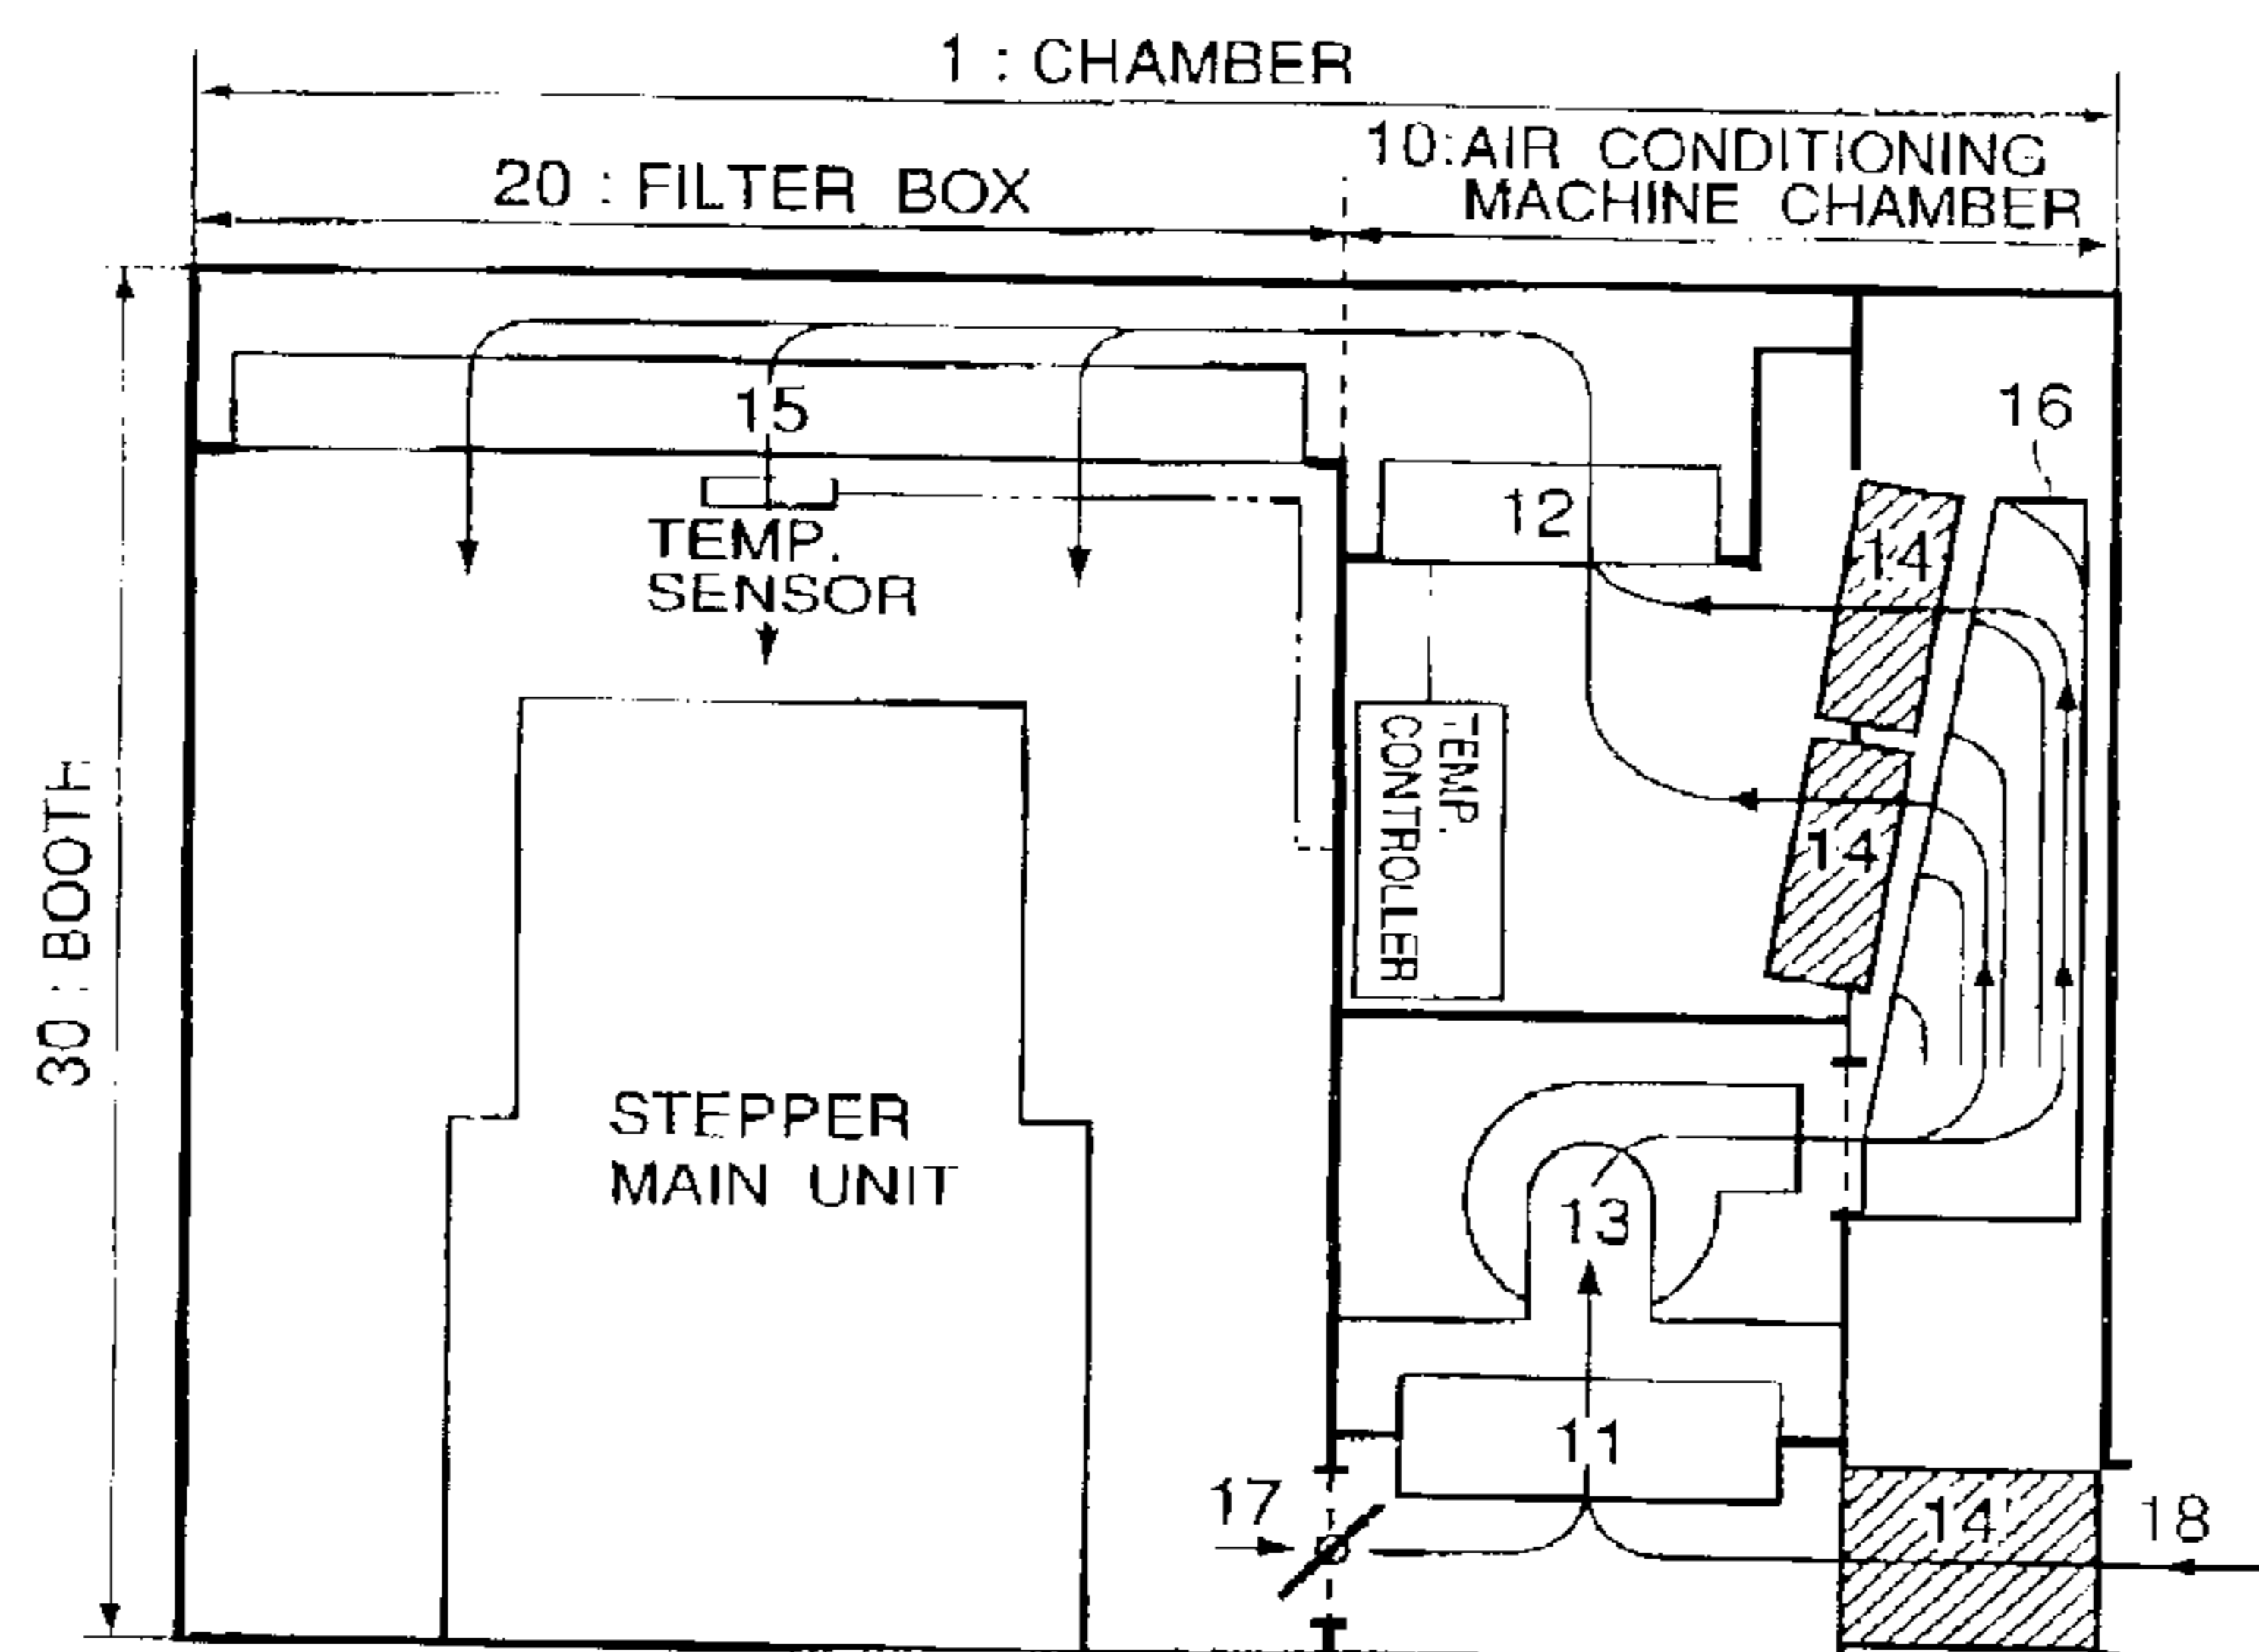 1 : CHAMBER
10:AIR CONDITIONING
MACHINE CHAMBER
20 : FILTER BOX
15
16
12
14
TEMP.
SENSOR
TEMP.
CONTROLLER
14
30 : BOOTH
STEPPER
MAIN UNIT
13
11
17
14
18